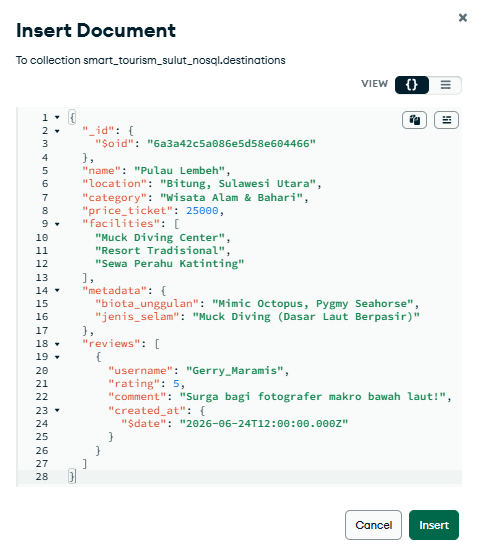 Insert Document
To collection smart_tourism_sulut_nosql.destinations
VIEW {}
1 {
2 "_id": {
3 "$oid": "6a3a42c5a086e5d58e604466"
4 },
5 "name": "Pulau Lembeh",
6 "location": "Bitung, Sulawesi Utara",
7 "category": "Wisata Alam & Bahari",
8 "price_ticket": 25000,
9 "facilities": [
10 "Muck Diving Center",
11 "Resort Tradisional",
12 "Sewa Perahu Katinting"
13 ],
14 "metadata": {
15 "biota_unggulan": "Mimic Octopus, Pygmy Seahorse",
16 "jenis_selam": "Muck Diving (Dasar Laut Berpasir)"
17 },
18 "reviews": [
19 {
20 "username": "Gerry_Maramis",
21 "rating": 5,
22 "comment": "Surga bagi fotografer makro bawah laut!",
23 "created_at": {
24 "$date": "2026-06-24T12:00:00.000Z"
25 }
26 }
27 ]
28 }
Cancel Insert